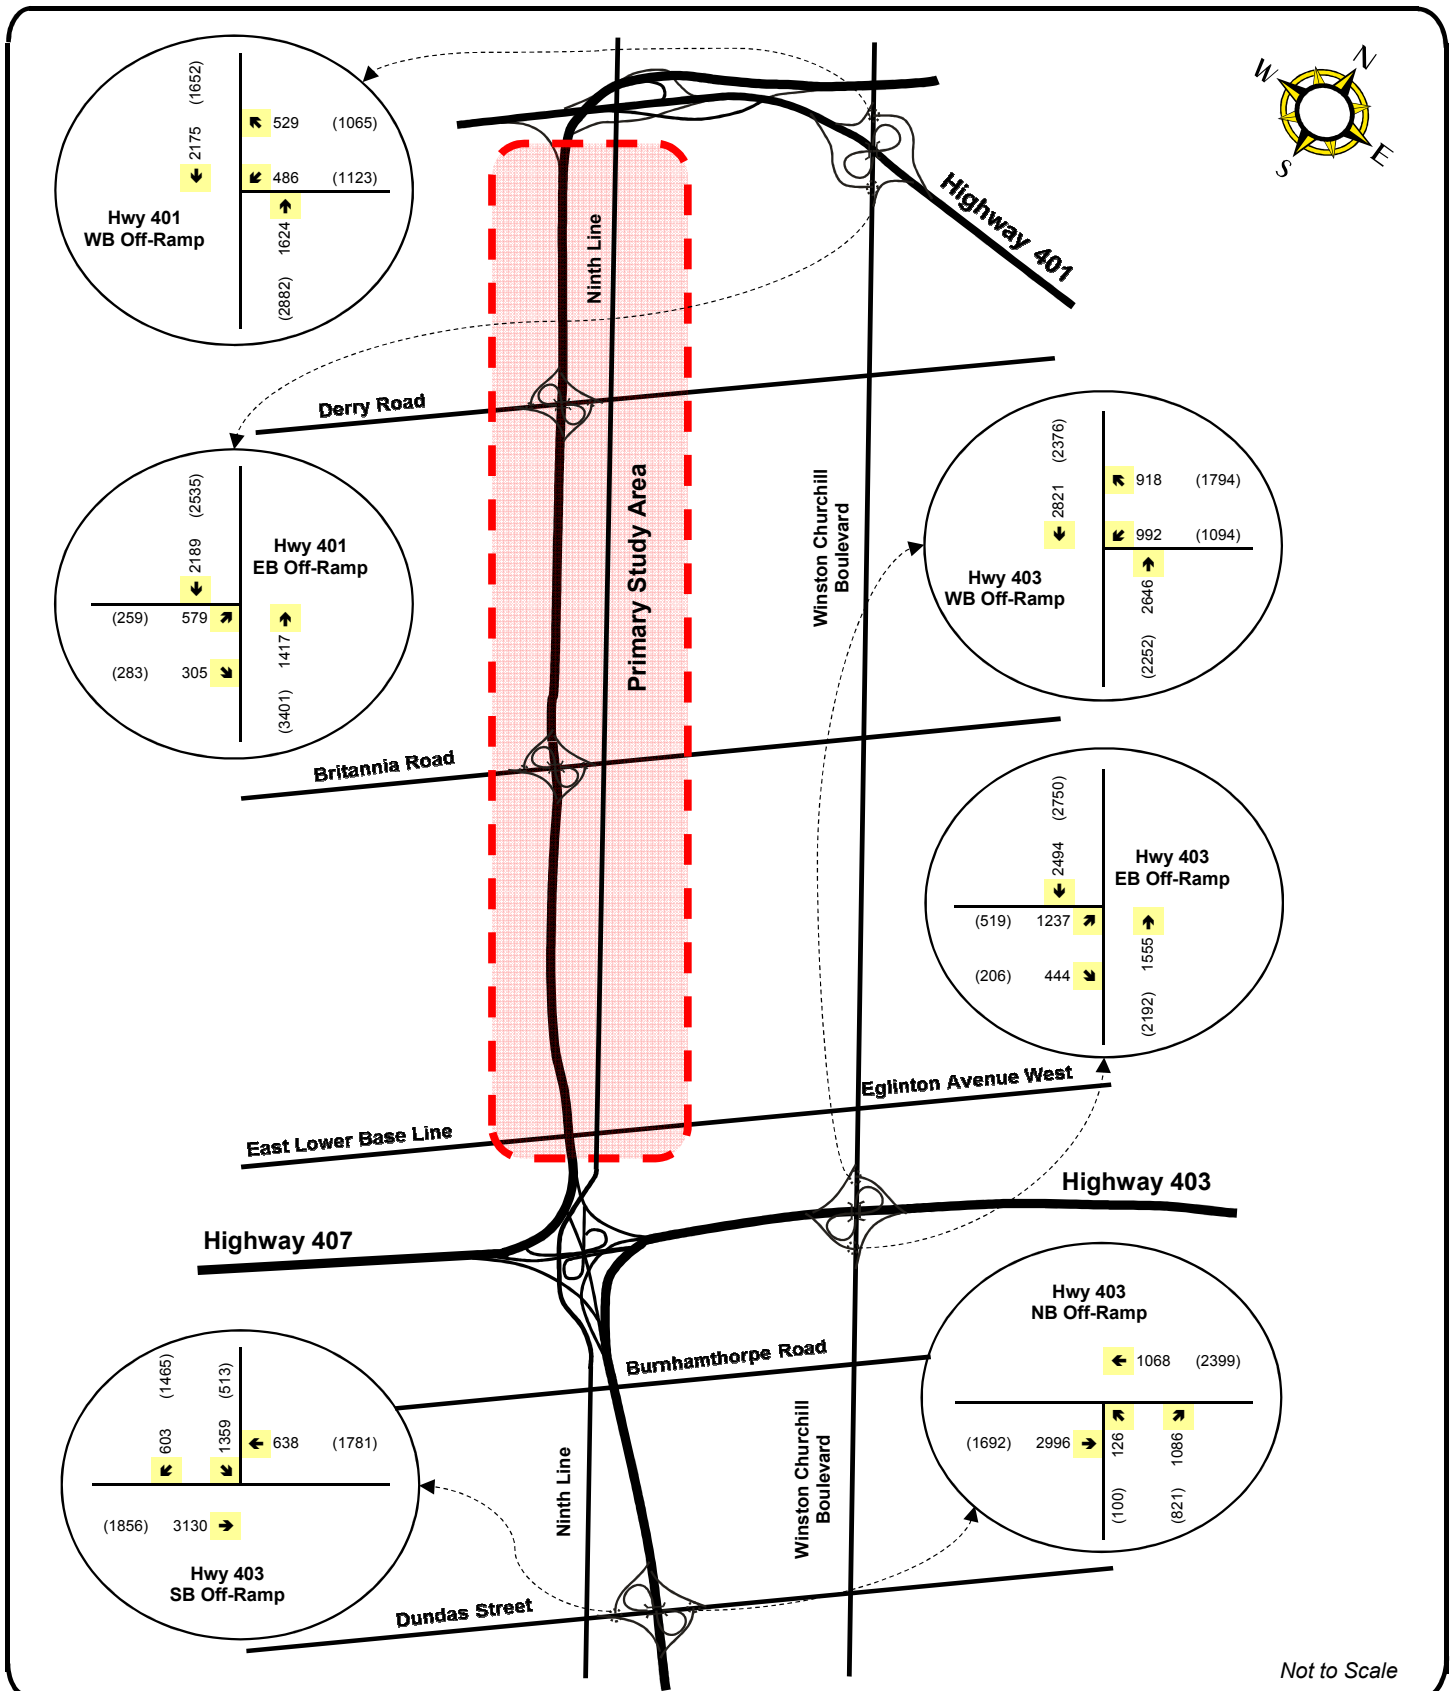 W
N
S
E
2175 (1652)
529 (1065)
486 (1123)
Hwy 401
WB Off-Ramp
(2882) 1624
Highway 401
Ninth Line
Derry Road
2189 (2535)
Hwy 401
EB Off-Ramp
(259) 579
(283) 305
(3401) 1417
Primary Study Area
Winston Churchill
Boulevard
2821 (2376)
918 (1794)
992 (1094)
Hwy 403
WB Off-Ramp
(2252) 2646
Britannia Road
2494 (2750)
Hwy 403
EB Off-Ramp
(519) 1237
(206) 444
(2192) 1555
Eglinton Avenue West
East Lower Base Line
Highway 403
Highway 407
Hwy 403
NB Off-Ramp
1068 (2399)
(1692) 2996
(100) 126
(821) 1086
Burnhamthorpe Road
603 (1465)
1359 (513)
638 (1781)
(1856) 3130
Hwy 403
SB Off-Ramp
Ninth Line
Winston Churchill
Boulevard
Dundas Street
Not to Scale